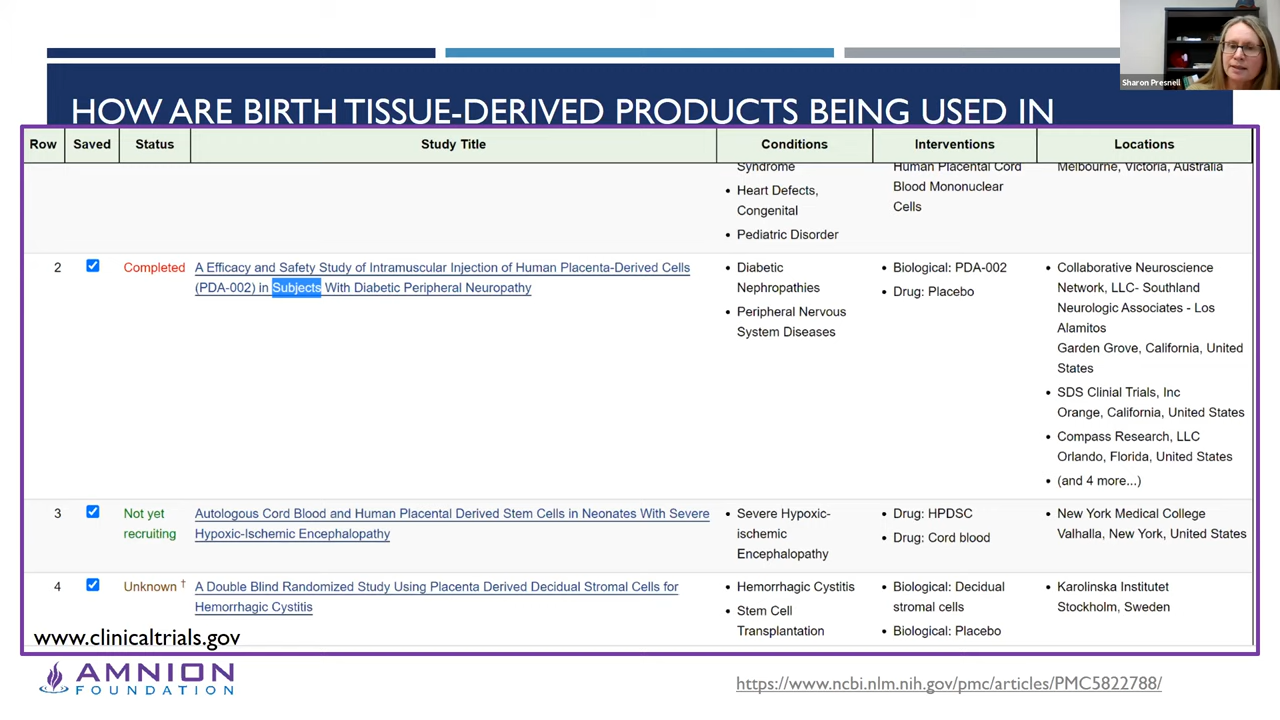 Sharon Presnell
HOW ARE BIRTH TISSUE-DERIVED PRODUCTS BEING USED IN
Row Saved Status Study Title Conditions Interventions Locations
Syndrome
• Heart Defects,
Congenital
• Pediatric Disorder
Human Placental Cord
Blood Mononuclear
Cells
Melbourne, Victoria, Australia
2
Completed
A Efficacy and Safety Study of Intramuscular Injection of Human Placenta-Derived Cells
(PDA-002) in Subjects With Diabetic Peripheral Neuropathy
• Diabetic
Nephropathies
• Peripheral Nervous
System Diseases
• Biological: PDA-002
• Drug: Placebo
• Collaborative Neuroscience
Network, LLC- Southland
Neurologic Associates - Los
Alamitos
Garden Grove, California, United
States
• SDS Clinial Trials, Inc
Orange, California, United States
• Compass Research, LLC
Orlando, Florida, United States
• (and 4 more...)
3
Not yet
recruiting
Autologous Cord Blood and Human Placental Derived Stem Cells in Neonates With Severe
Hypoxic-Ischemic Encephalopathy
• Severe Hypoxic-
ischemic
Encephalopathy
• Drug: HPDSC
• Drug: Cord blood
• New York Medical College
Valhalla, New York, United States
4
Unknown †
A Double Blind Randomized Study Using Placenta Derived Decidual Stromal Cells for
Hemorrhagic Cystitis
• Hemorrhagic Cystitis
• Stem Cell
Transplantation
• Biological: Decidual
stromal cells
• Biological: Placebo
• Karolinska Institutet
Stockholm, Sweden
www.clinicaltrials.gov
AMNION
FOUNDATION
https://www.ncbi.nlm.nih.gov/pmc/articles/PMC5822788/